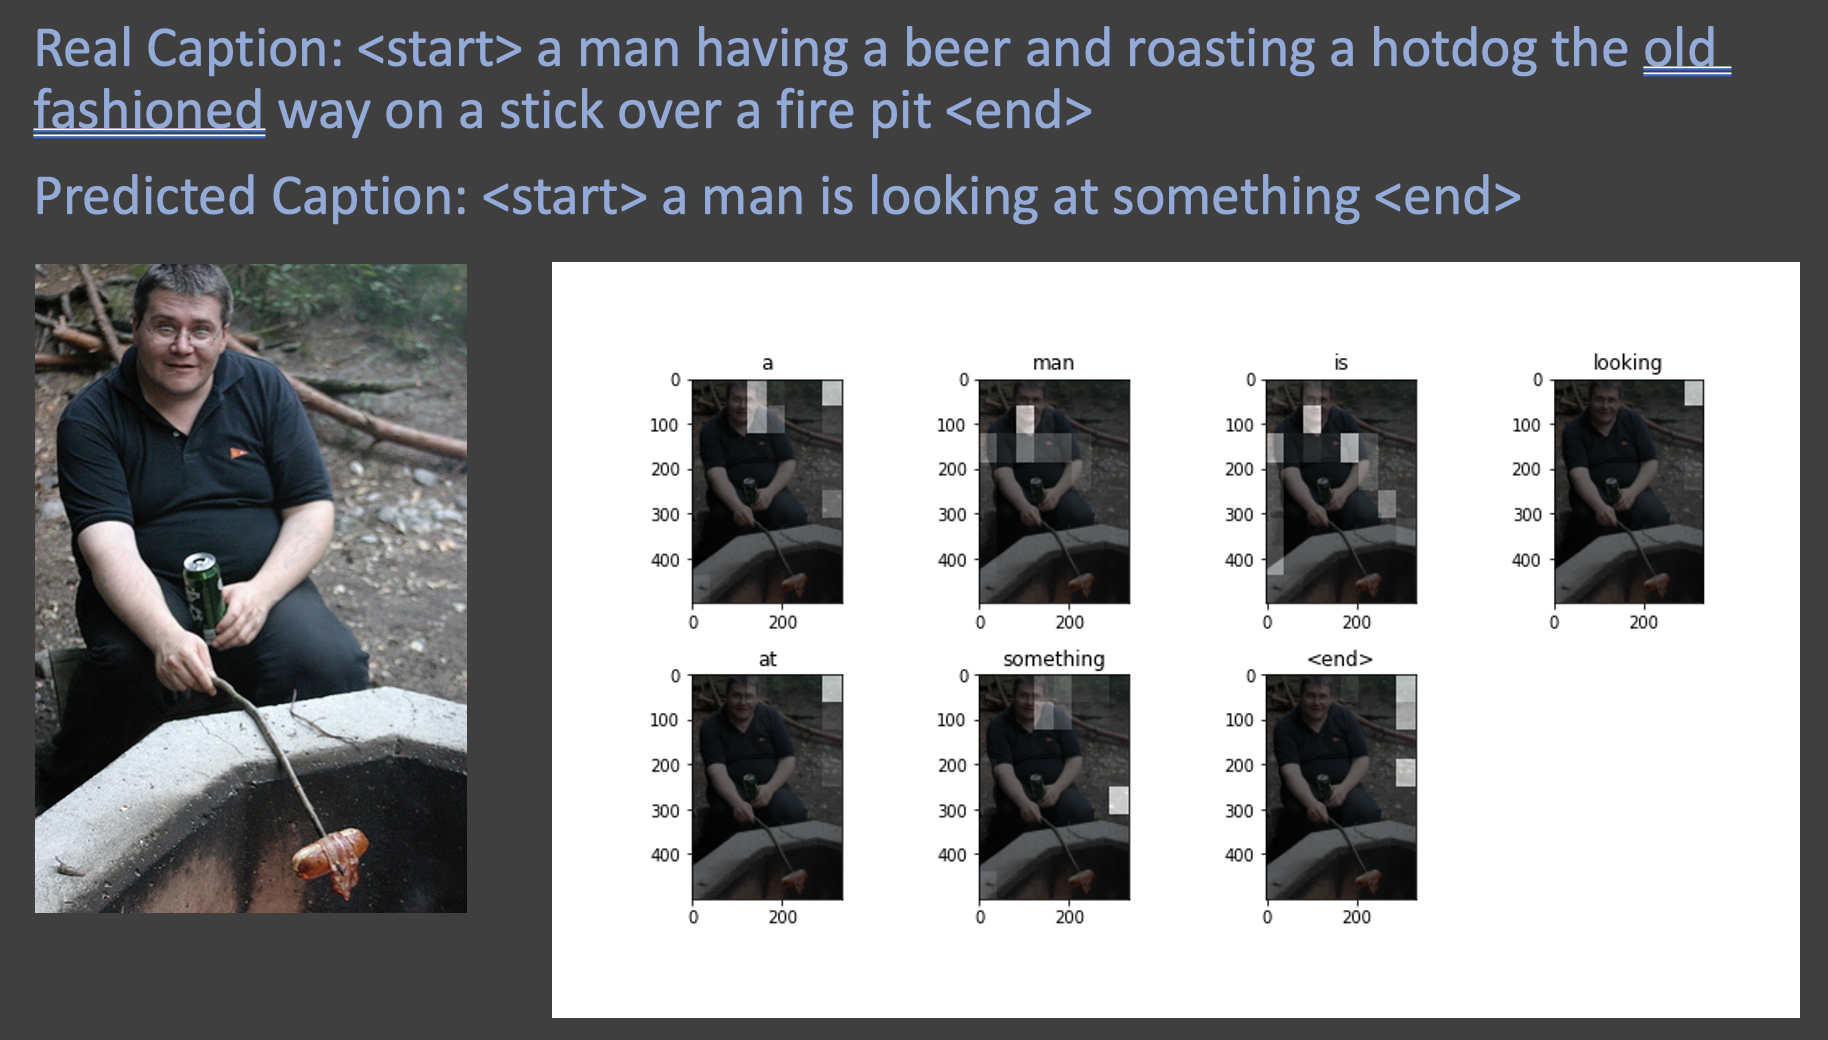 Real Caption: <start> a man having a beer and roasting a hotdog the old
fashioned way on a stick over a fire pit <end>
Predicted Caption: <start> a man is looking at something <end>
a man is looking
0 0 0 0
100 100 100 100
200 200 200 200
300 300 300 300
400 400 400 400
0 200 0 200 0 200 0 200
at something <end>
0 0 0
100 100 100
200 200 200
300 300 300
400 400 400
0 200 0 200 0 200